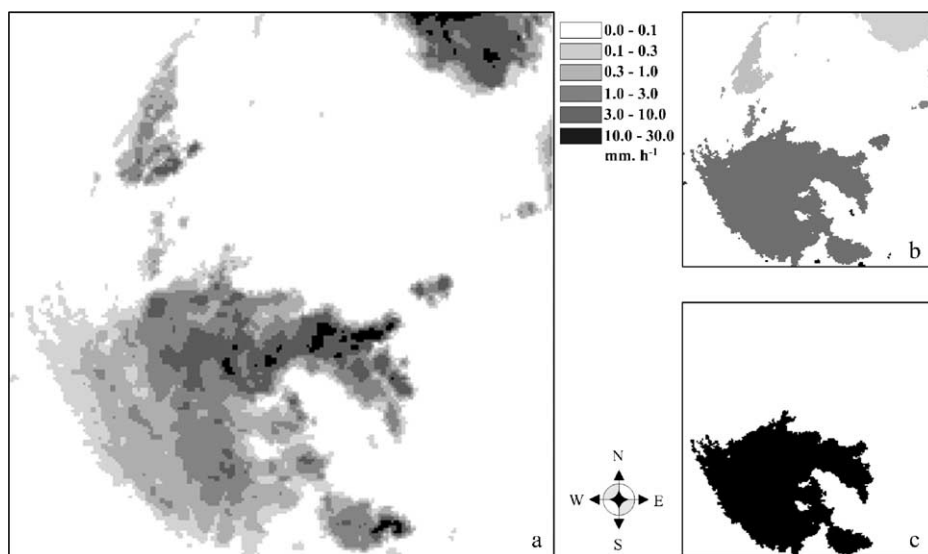 0.0 - 0.1
0.1 - 0.3
0.3 - 1.0
1.0 - 3.0
3.0 - 10.0
10.0 - 30.0
mm. h⁻¹
a
b
N
W E
S
c